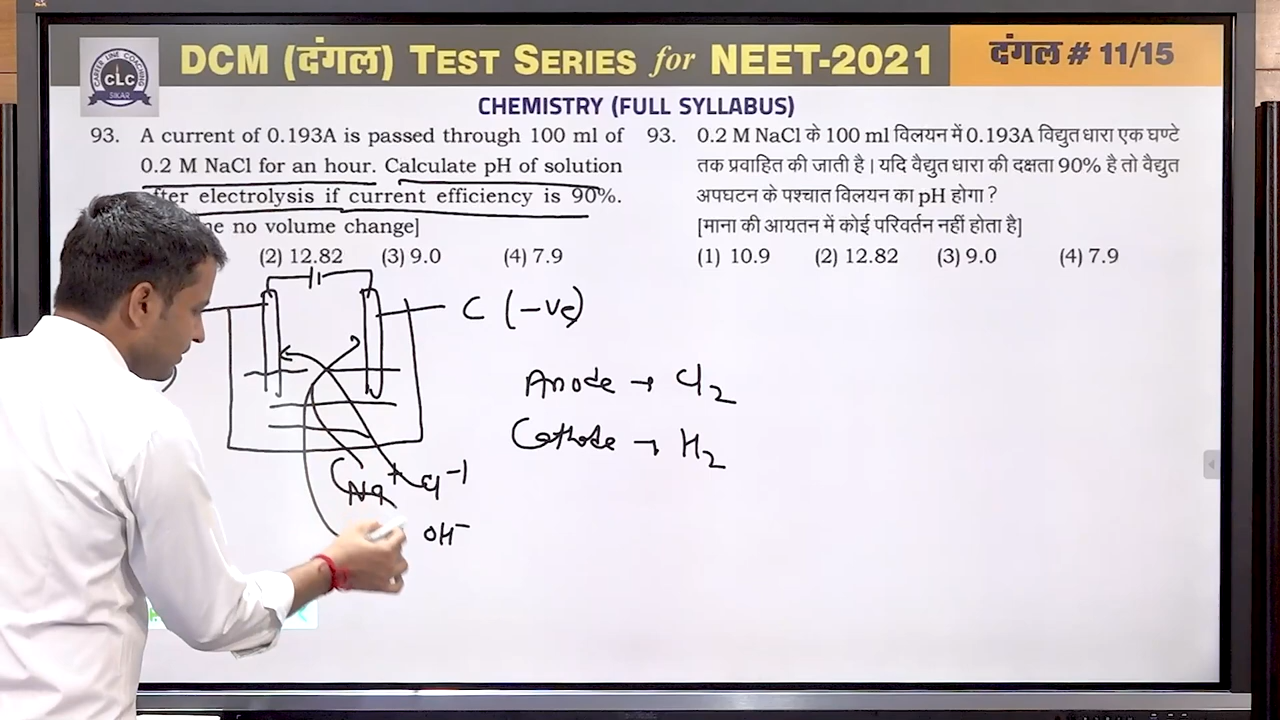 CAREER LINE COACHING
CLC
SIKAR
DCM (दंगल) TEST SERIES for NEET-2021
दंगल # 11/15
CHEMISTRY (FULL SYLLABUS)
93. A current of 0.193A is passed through 100 ml of
0.2 M NaCl for an hour. Calculate pH of solution
after electrolysis if current efficiency is 90%.
no volume change]
(2) 12.82 (3) 9.0 (4) 7.9
93. 0.2 M NaCl के 100 ml विलयन में 0.193A विद्युत धारा एक घण्टे
तक प्रवाहित की जाती है। यदि वैद्युत धारा की दक्षता 90% है तो वैद्युत
अपघटन के पश्चात विलयन का pH होगा ?
[माना की आयतन में कोई परिवर्तन नहीं होता है]
(1) 10.9 (2) 12.82 (3) 9.0 (4) 7.9
C (-ve)
Anode → Cl2
Cathode → H2
Na+ Cl-1
OH-